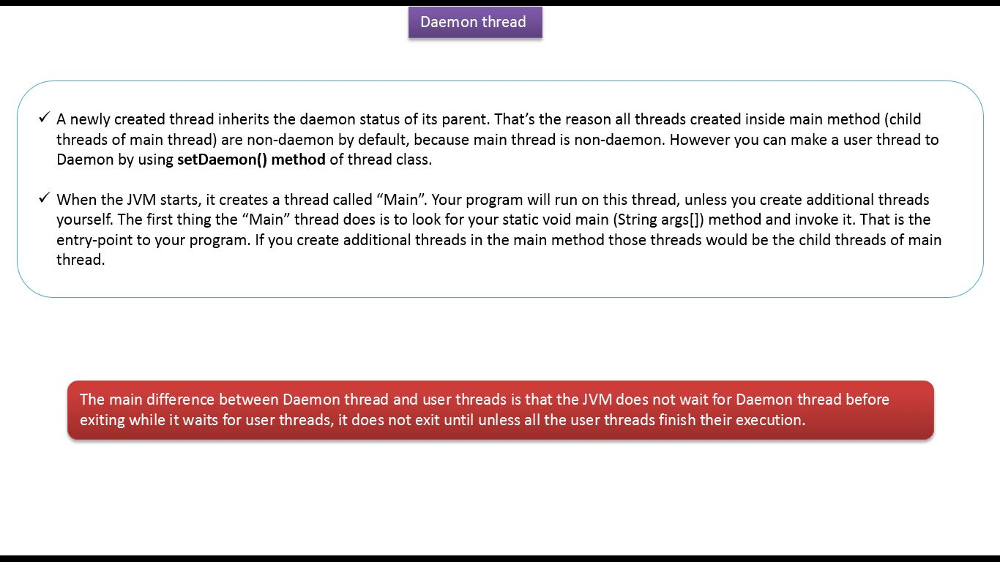 Daemon thread
✓ A newly created thread inherits the daemon status of its parent. That’s the reason all threads created inside main method (child
threads of main thread) are non-daemon by default, because main thread is non-daemon. However you can make a user thread to
Daemon by using setDaemon() method of thread class.
✓ When the JVM starts, it creates a thread called “Main”. Your program will run on this thread, unless you create additional threads
yourself. The first thing the “Main” thread does is to look for your static void main (String args[]) method and invoke it. That is the
entry-point to your program. If you create additional threads in the main method those threads would be the child threads of main
thread.
The main difference between Daemon thread and user threads is that the JVM does not wait for Daemon thread before
exiting while it waits for user threads, it does not exit until unless all the user threads finish their execution.